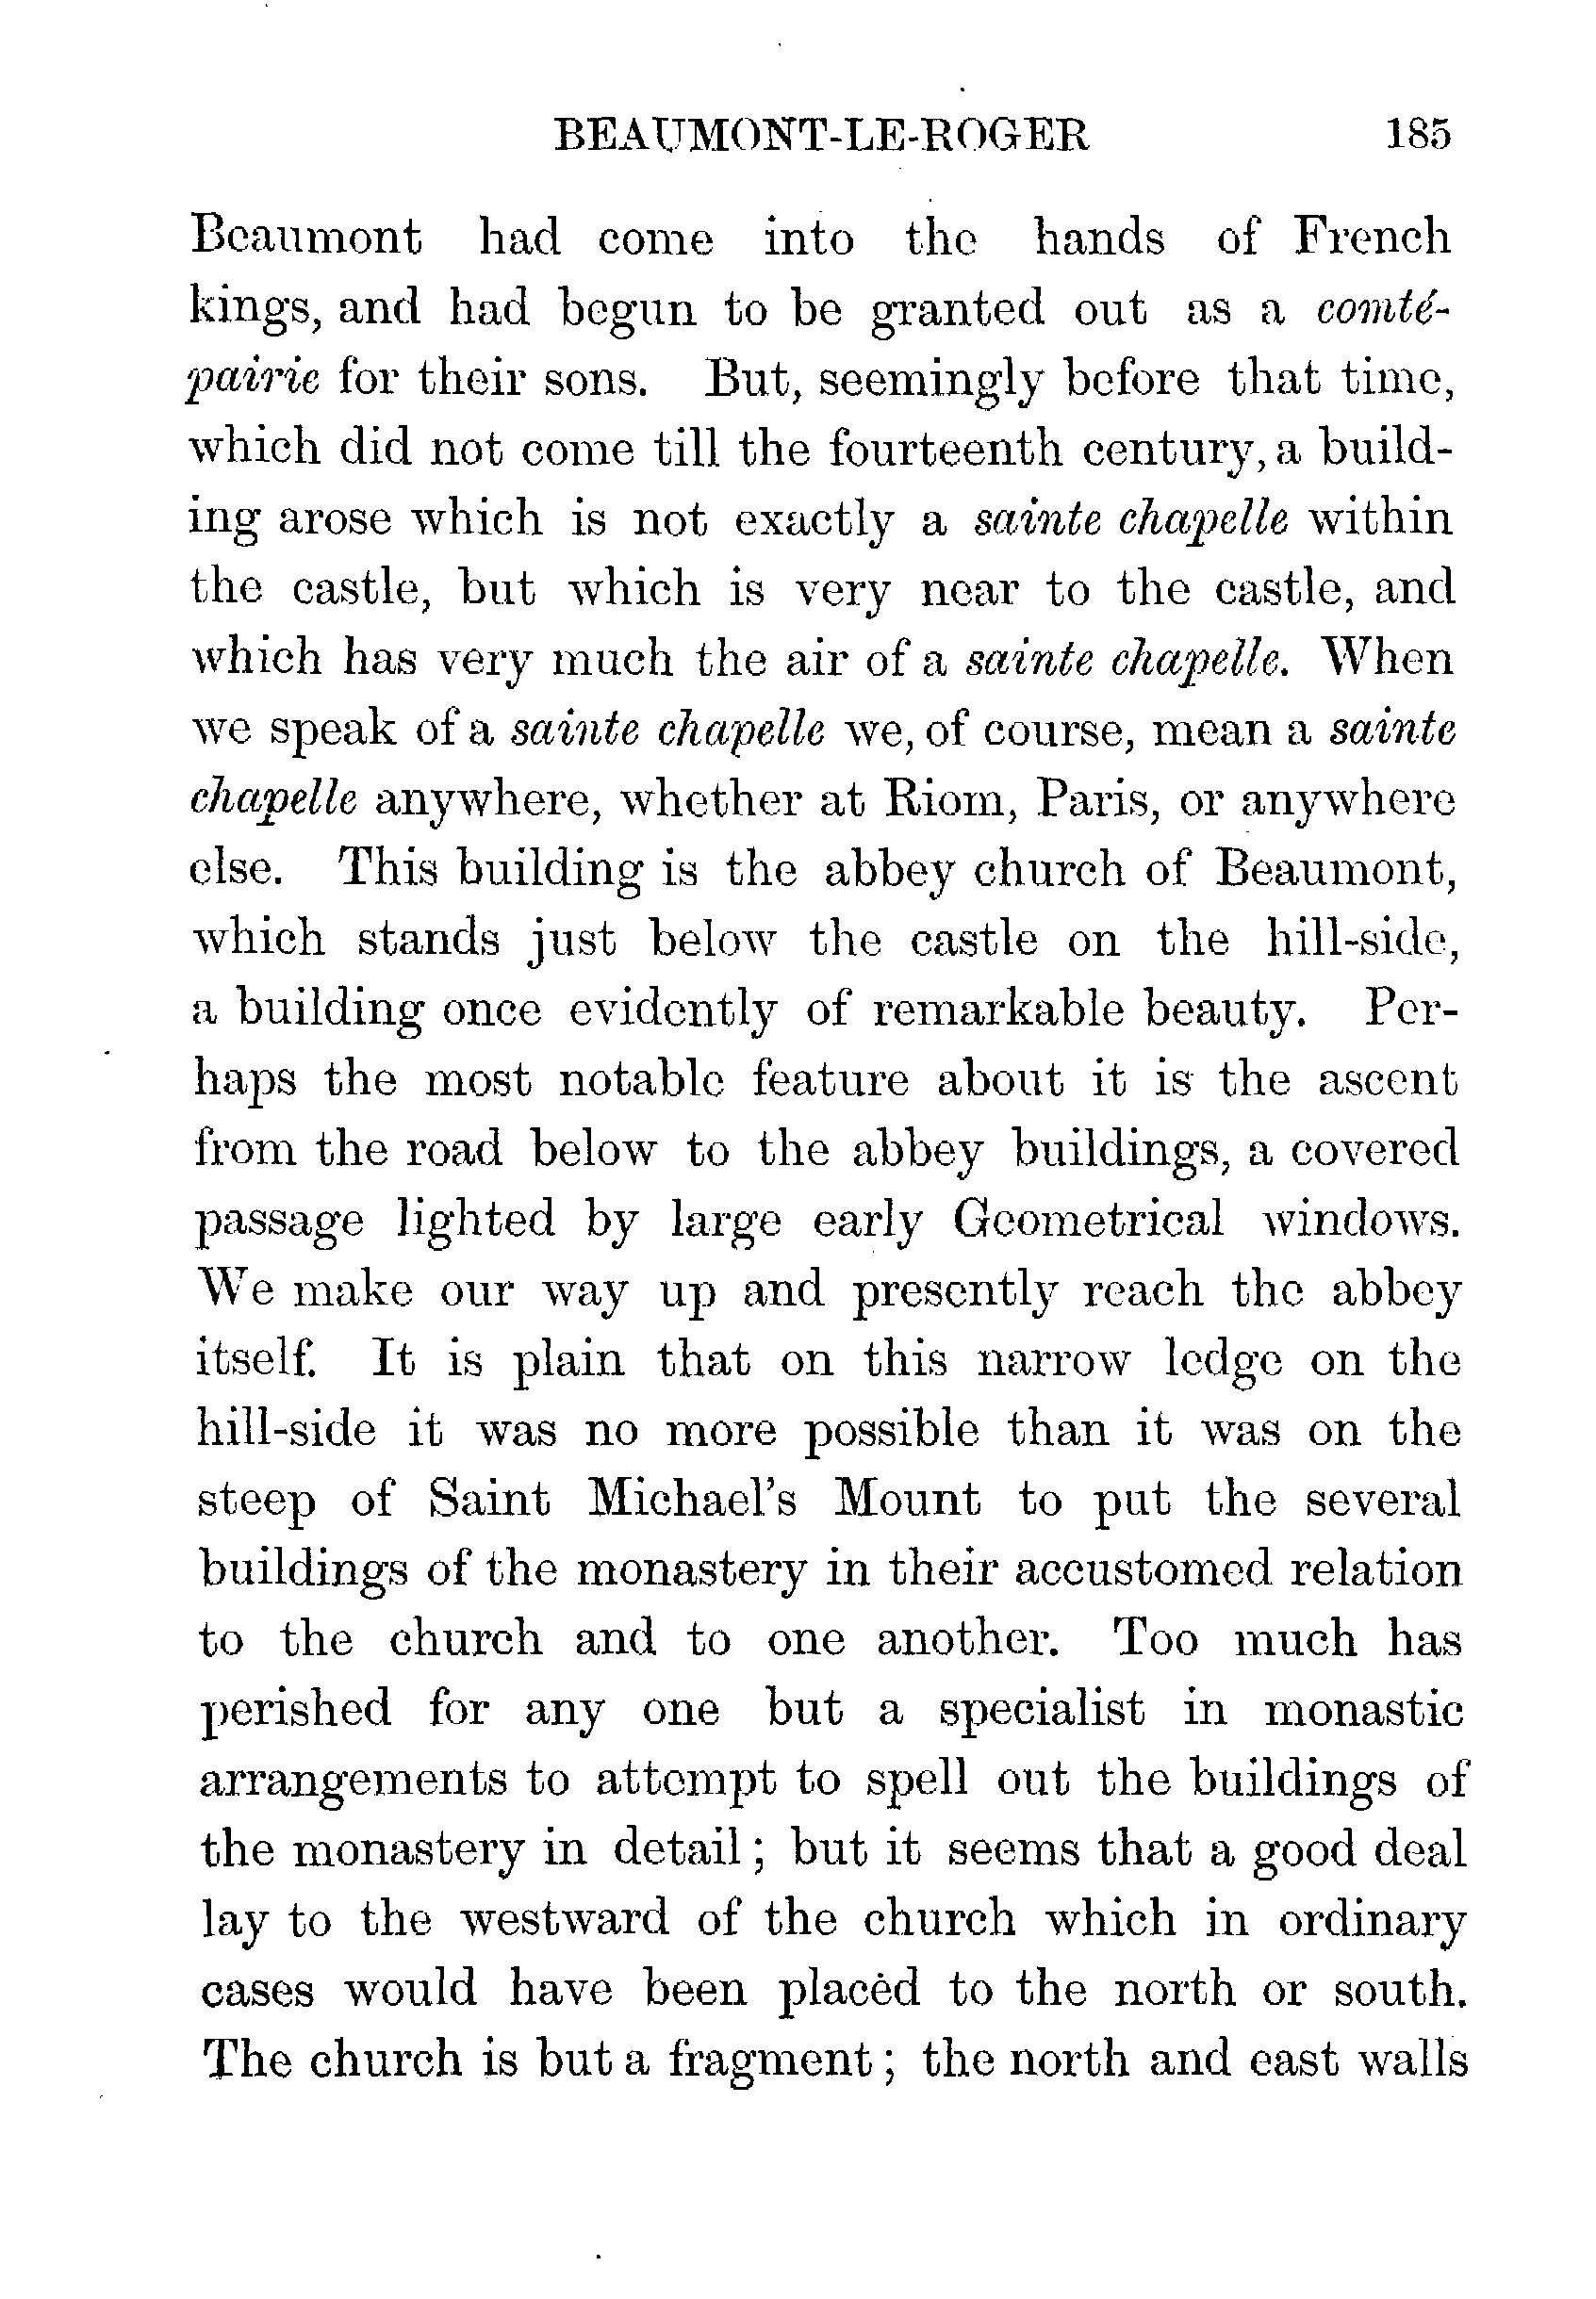 BEAUMONT-LE-ROGER 185
Beaumont had come into the hands of French
kings, and had begun to be granted out as a comté-
pairie for their sons. But, seemingly before that time,
which did not come till the fourteenth century, a build-
ing arose which is not exactly a sainte chapelle within
the castle, but which is very near to the castle, and
which has very much the air of a sainte chapelle. When
we speak of a sainte chapelle we, of course, mean a sainte
chapelle anywhere, whether at Riom, Paris, or anywhere
else. This building is the abbey church of Beaumont,
which stands just below the castle on the hill-side,
a building once evidently of remarkable beauty. Per-
haps the most notable feature about it is the ascent
from the road below to the abbey buildings, a covered
passage lighted by large early Geometrical windows.
We make our way up and presently reach the abbey
itself. It is plain that on this narrow ledge on the
hill-side it was no more possible than it was on the
steep of Saint Michael's Mount to put the several
buildings of the monastery in their accustomed relation
to the church and to one another. Too much has
perished for any one but a specialist in monastic
arrangements to attempt to spell out the buildings of
the monastery in detail; but it seems that a good deal
lay to the westward of the church which in ordinary
cases would have been placed to the north or south.
The church is but a fragment; the north and east walls